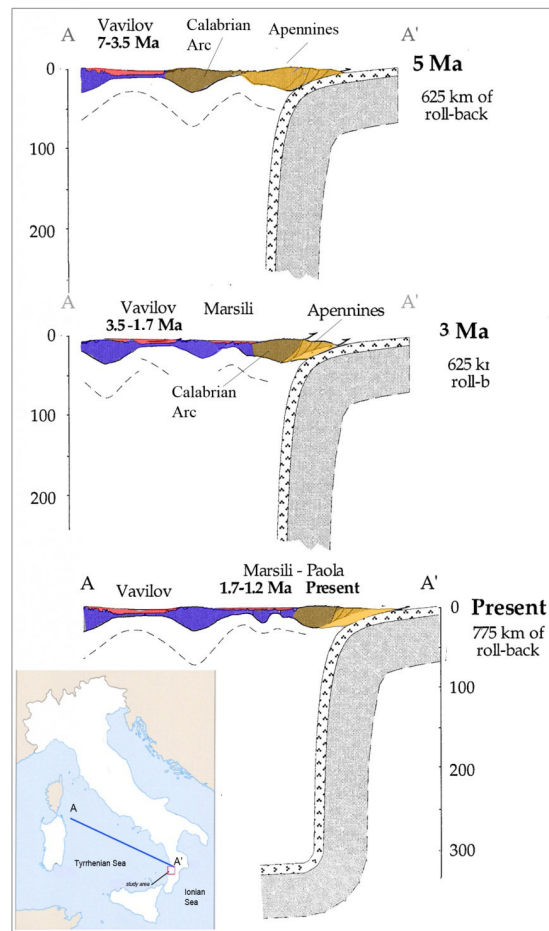 A
Vavilov
7-3.5 Ma
Calabrian
Arc
Apennines
A'
5 Ma
625 km of
roll-back
0
100
200
A
Vavilov
3.5-1.7 Ma
Marsili
Apennines
A'
3 Ma
625 k
roll-b
0
Calabrian
Arc
100
200
A
Vavilov
Marsili - Paola
1.7-1.2 Ma Present
A'
0
Present
775 km of
roll-back
100
200
300
A
A'
Tyrrhenian Sea
study area
Ionian
Sea